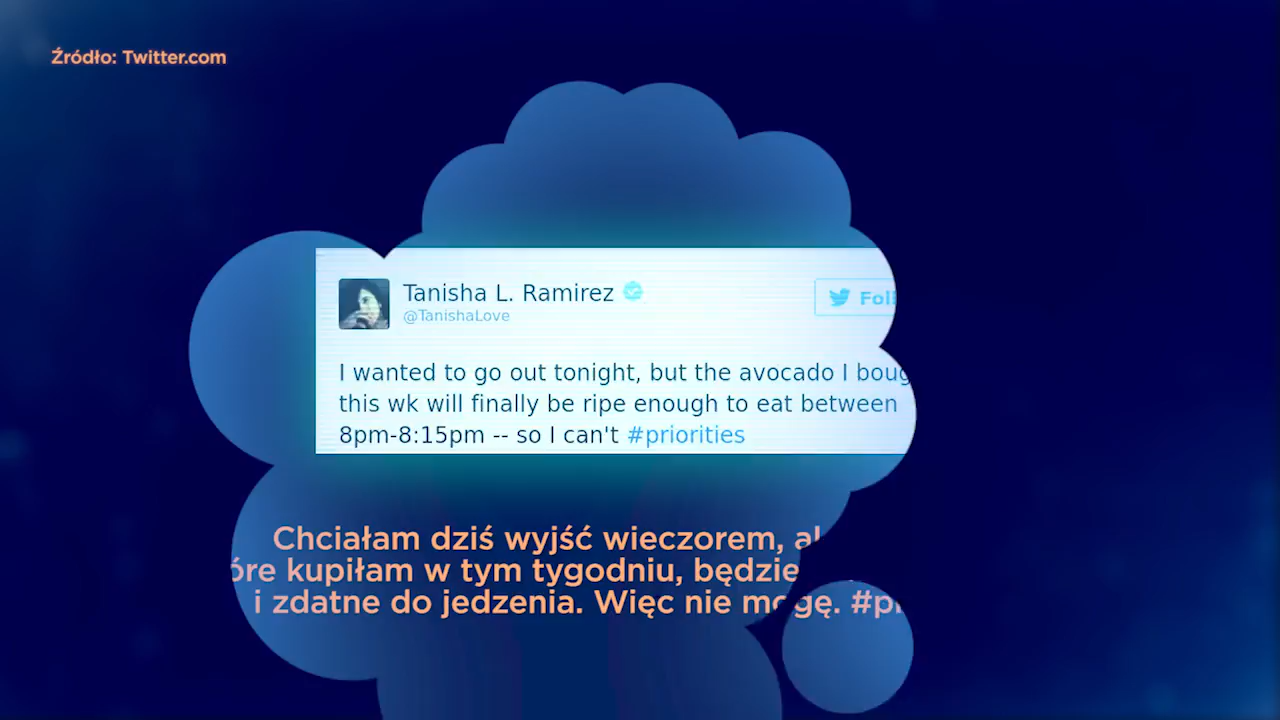 Źródło: Twitter.com
Tanisha L. Ramirez
@TanishaLove
I wanted to go out tonight, but the avocado I
this wk will finally be ripe enough to eat between
8pm-8:15pm -- so I can't #priorities
Chciałam dziś wyjść wieczorem,
kupiłam w tym tygodniu, będzie
i zdatne do jedzenia. Więc nie mogę.